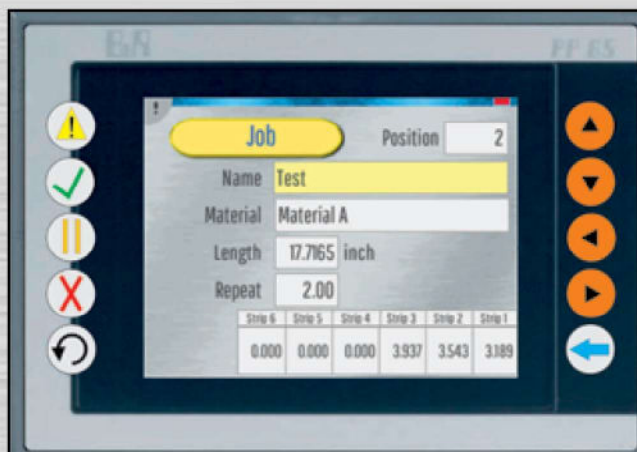 B&R PP 65
!
!
Job Position 2
Name Test
Material Material A
Length 17.7165 inch
Repeat 2.00
Strip 6 Strip 5 Strip 4 Strip 3 Strip 2 Strip 1
0.000 0.000 0.000 3.937 3.543 3.189